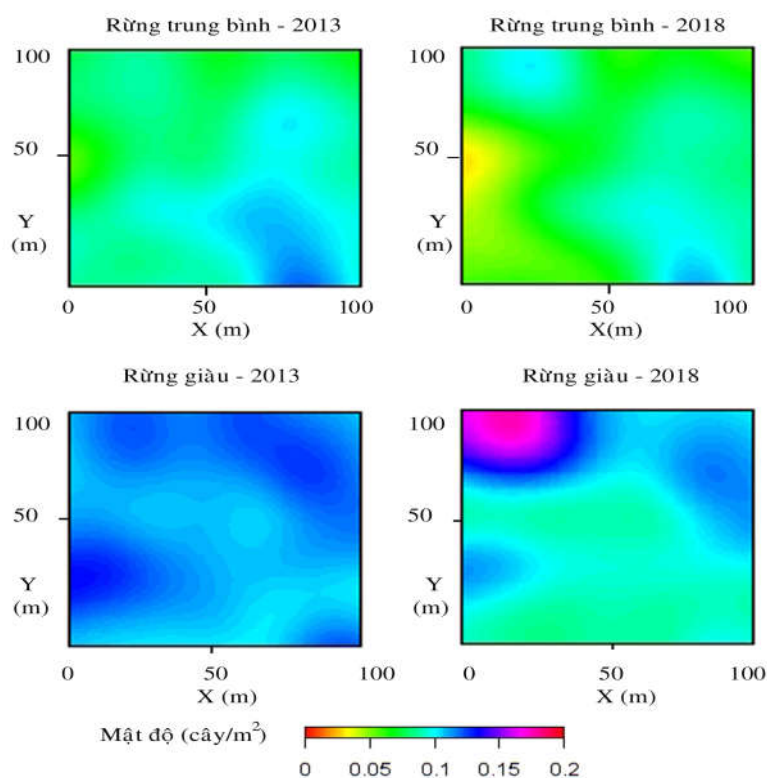 Rừng trung bình - 2013
Rừng trung bình - 2018
100
50
Y
(m)
0 50 100
X (m)
100
50
Y
(m)
0 50 100
X(m)
Rừng giàu - 2013
Rừng giàu - 2018
100
50
Y
(m)
0 50 100
X (m)
100
50
Y
(m)
0 50 100
X (m)
Mật độ (cây/m²)
0 0.05 0.1 0.15 0.2